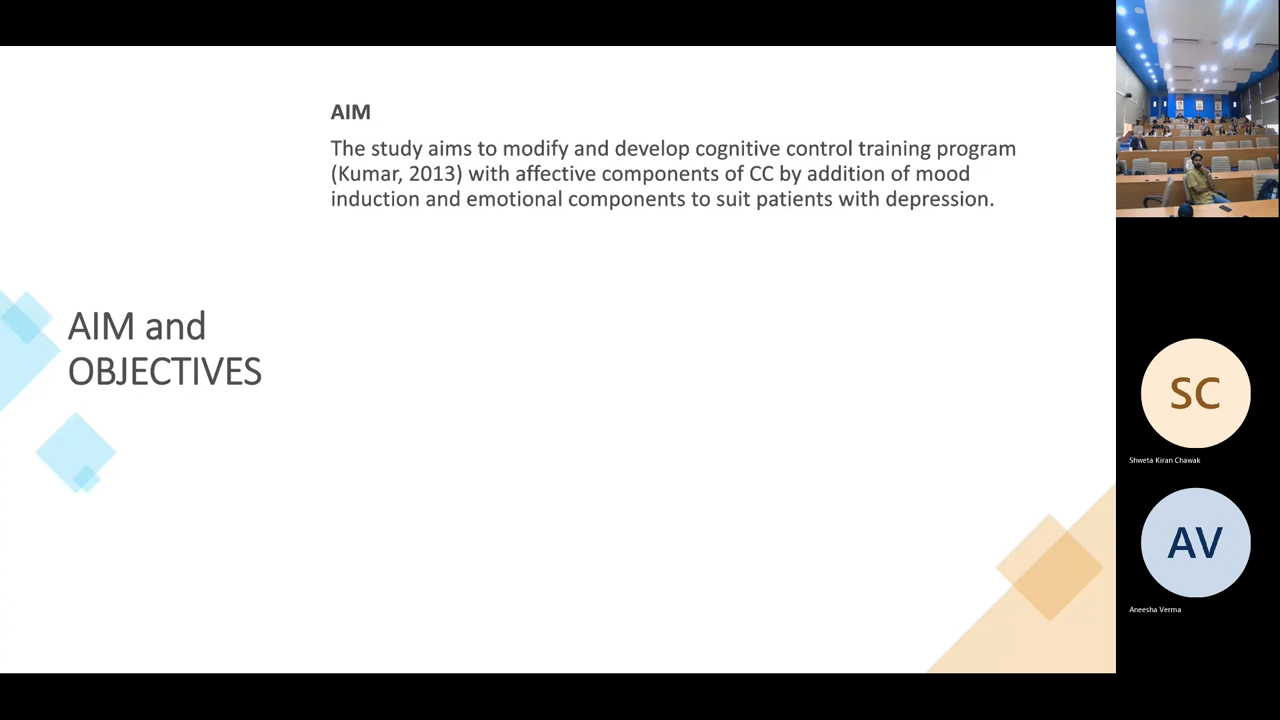 AIM
The study aims to modify and develop cognitive control training program
(Kumar, 2013) with affective components of CC by addition of mood
induction and emotional components to suit patients with depression.
AIM and
OBJECTIVES
SC
Shweta Kiran Chawak
AV
Aneesha Verma